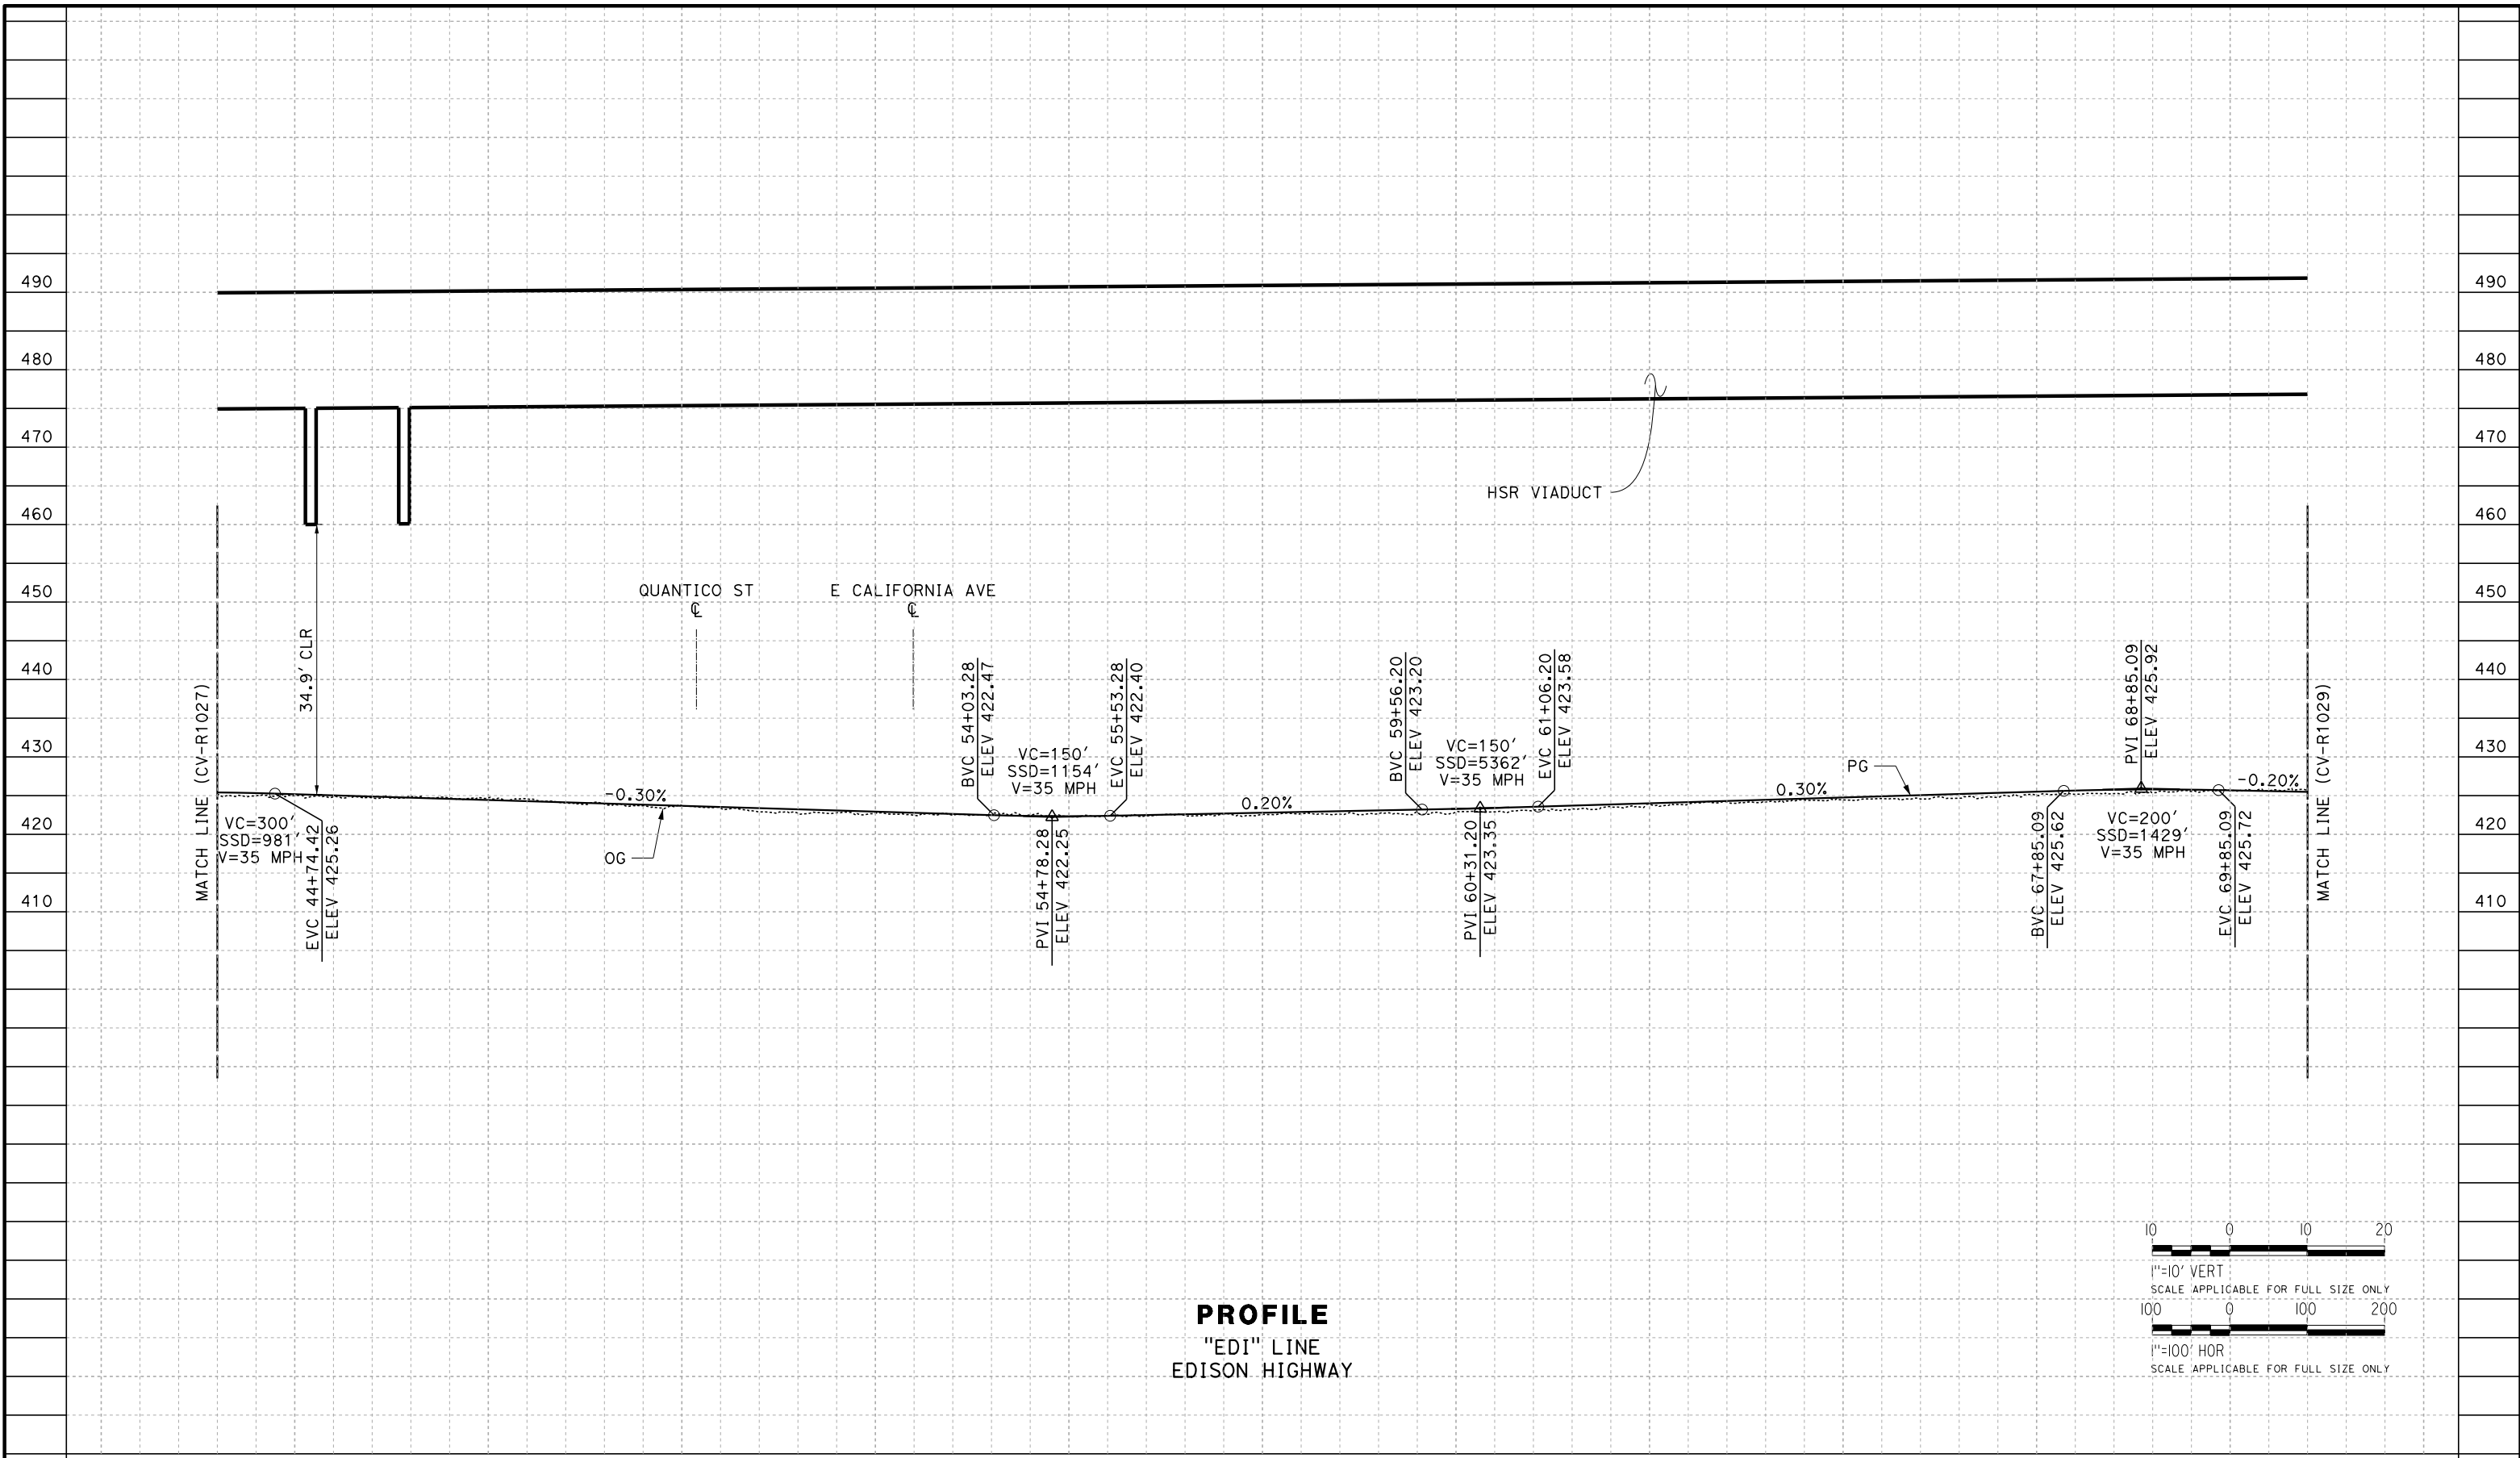 490
480
470
460
450
440
430
420
410
490
480
470
460
450
440
430
420
410
HSR VIADUCT
QUANTICO ST
℄
E CALIFORNIA AVE
℄
34.9' CLR
MATCH LINE (CV-R1027)
VC=300'
SSD=981'
V=35 MPH
EVC 44+74.42
ELEV 425.26
-0.30%
OG
BVC 54+03.28
ELEV 422.47
VC=150'
SSD=1154'
V=35 MPH
PVI 54+78.28
ELEV 422.25
EVC 55+53.28
ELEV 422.40
0.20%
BVC 59+56.20
ELEV 423.20
VC=150'
SSD=5362'
V=35 MPH
PVI 60+31.20
ELEV 423.35
EVC 61+06.20
ELEV 423.58
0.30%
PG
BVC 67+85.09
ELEV 425.62
PVI 68+85.09
ELEV 425.92
VC=200'
SSD=1429'
V=35 MPH
EVC 69+85.09
ELEV 425.72
-0.20%
MATCH LINE (CV-R1029)
10 0 10 20
1"=10' VERT
SCALE APPLICABLE FOR FULL SIZE ONLY
100 0 100 200
1"=100' HOR
SCALE APPLICABLE FOR FULL SIZE ONLY
PROFILE
"EDI" LINE
EDISON HIGHWAY